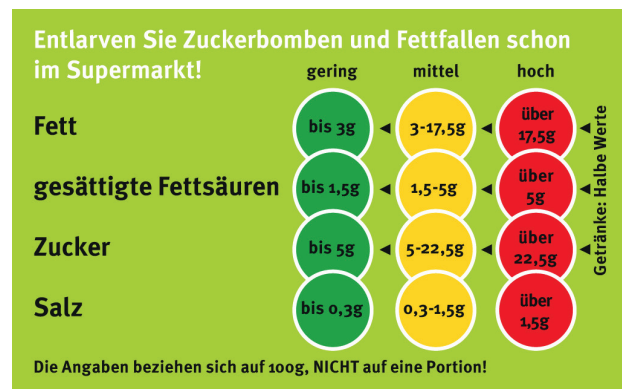 Entlarven Sie Zuckerbomben und Fettfallen schon
im Supermarkt!
gering mittel hoch
Fett bis 3g 3-17,5g über 17,5g
gesättigte Fettsäuren bis 1,5g 1,5-5g über 5g
Zucker bis 5g 5-22,5g über 22,5g
Salz bis 0,3g 0,3-1,5g über 1,5g
Getränke: Halbe Werte
Die Angaben beziehen sich auf 100g, NICHT auf eine Portion!